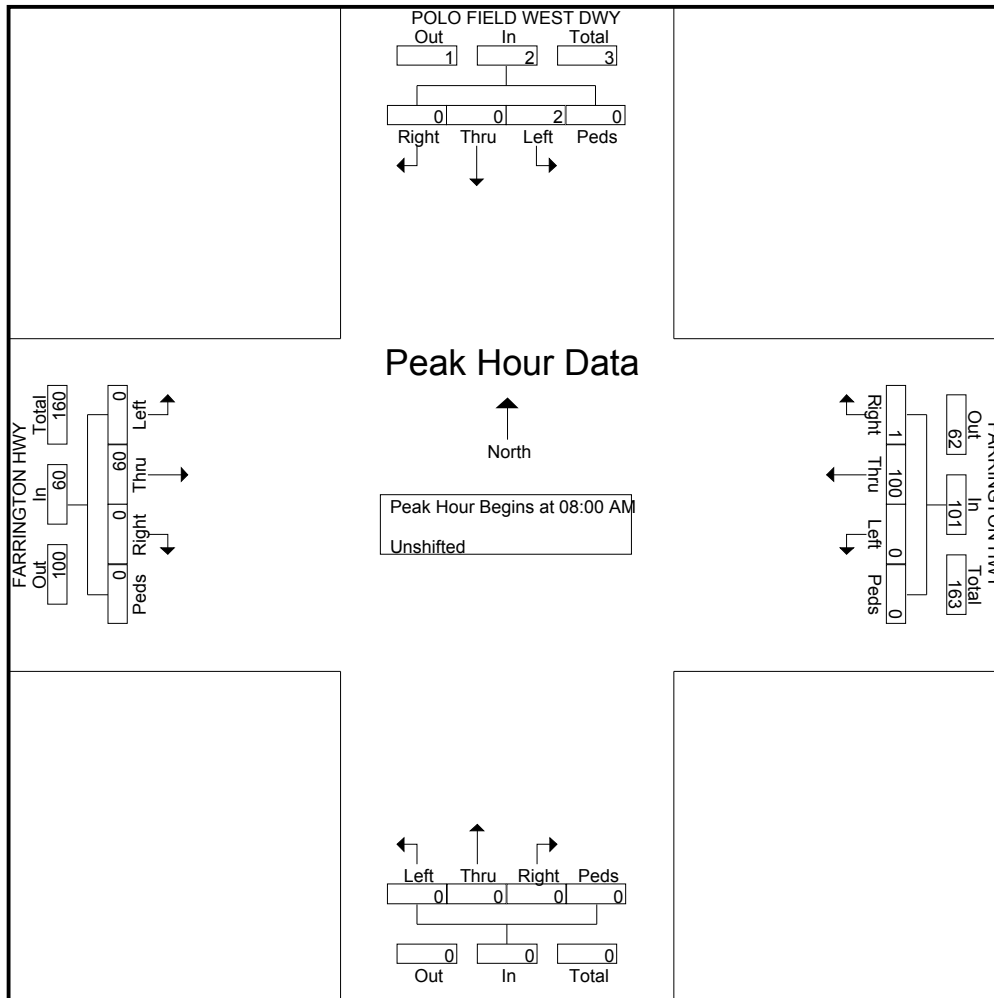 POLO FIELD WEST DWY
Out In Total
1 2 3
0 0 2 0
Right Thru Left Peds
Peak Hour Data
North
Peak Hour Begins at 08:00 AM
Unshifted
FARRINGTON HWY
Out In Total
100 60 160
0 60 0 0
Left Thru Right Peds
FARRINGTON HWY
Out In Total
62 101 163
1 100 0 0
Right Thru Left Peds
Left Thru Right Peds
0 0 0 0
0 0 0
Out In Total